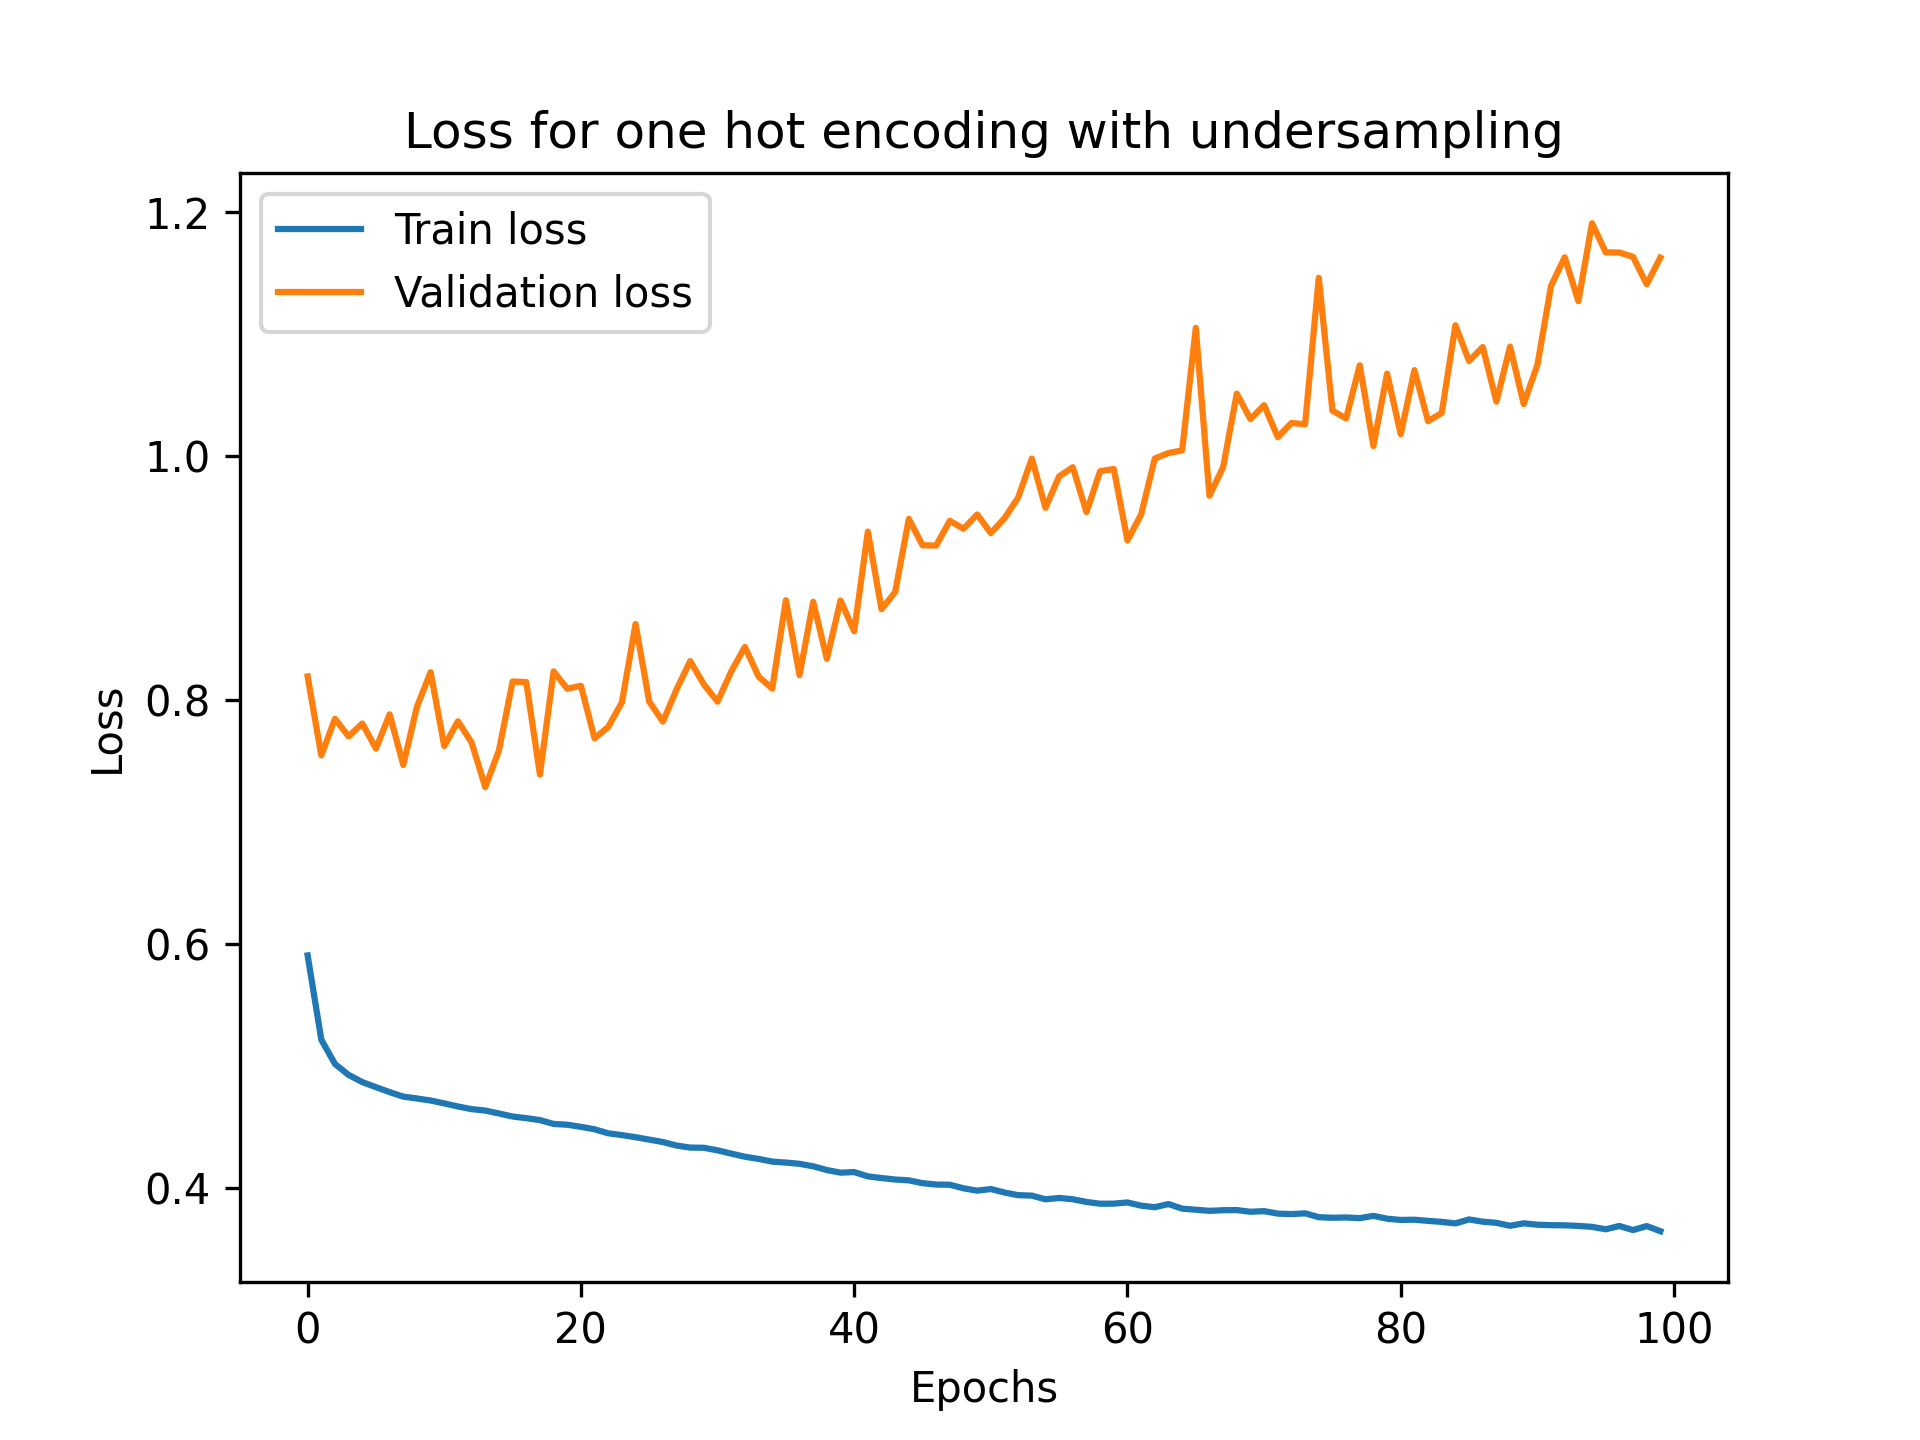 Loss for one hot encoding with undersampling
Train loss
Validation loss
1.2
1.0
0.8
0.6
0.4
Loss
0 20 40 60 80 100
Epochs